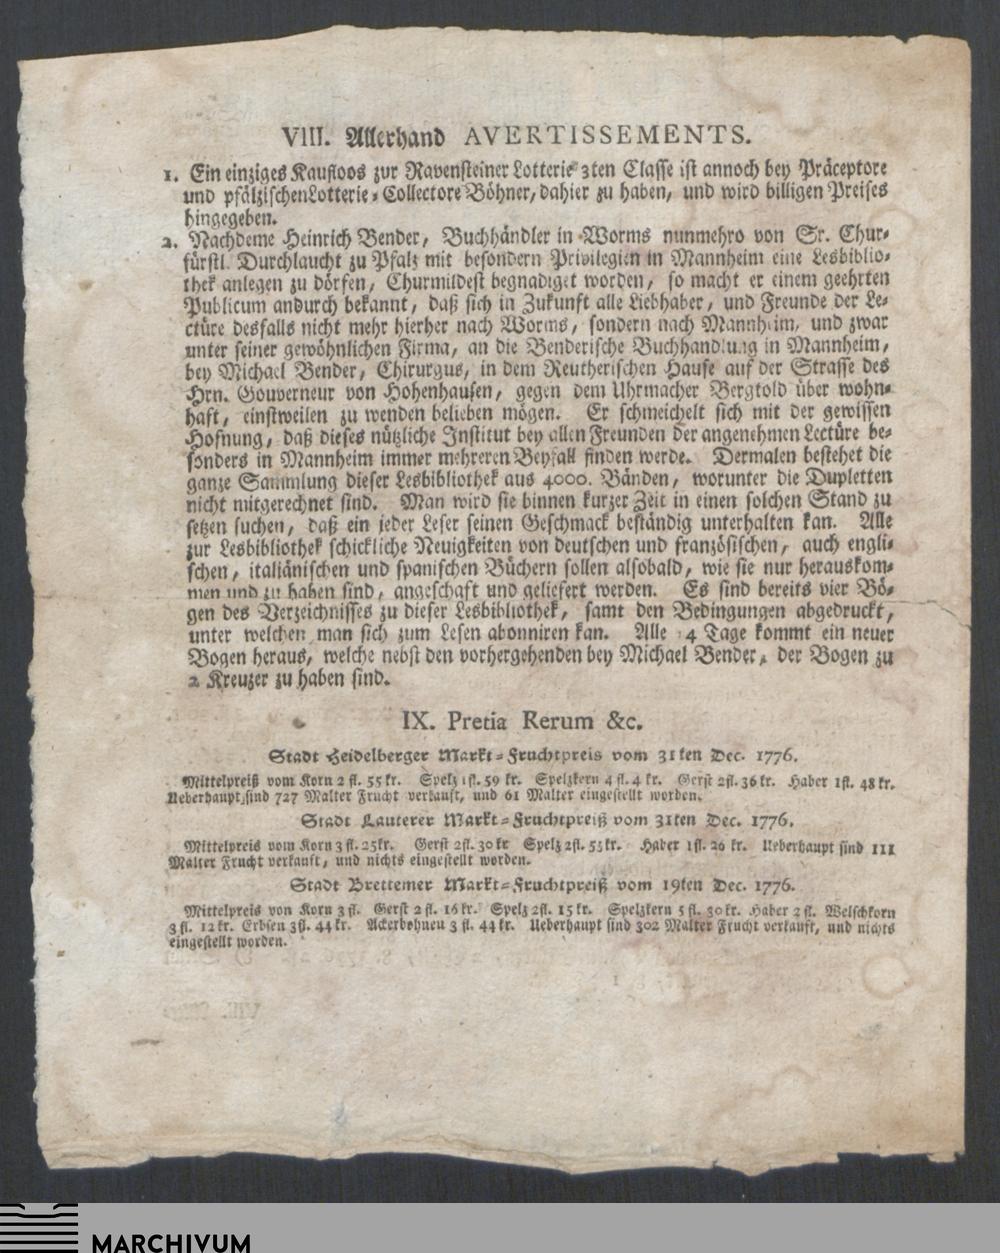 VIII. Allerhand AVERTISSEMENTS.
1. Ein einziges Kaufloos zur Ravensteiner Lotterie 3ten Classe ist annoch bey Präceptore
und pfälzischen Lotterie-Collectore Böhner, dahier zu haben, und wird billigen Preises
hingegeben.
2. Nachdeme Heinrich Bender, Buchhändler in Worms nunmehro von Sr. Chur-
fürstl. Durchlaucht zu Pfalz mit besondern Privilegien in Mannheim eine Lesbiblio-
thek anlegen zu dörfen, Churmildest begnadiget worden, so macht er einem geehrten
Publicum andurch bekannt, daß sich in Zukunft alle Liebhaber, und Freunde der Le-
ctüre desfalls nicht mehr hierher nach Worms, sondern nach Mannheim, und zwar
unter seiner gewöhnlichen Firma, an die Benderische Buchhandlung in Mannheim,
bey Michael Bender, Chirurgus, in dem Reutherischen Hause auf der Strasse des
Hrn. Gouverneur von Hohenhausen, gegen dem Uhrmacher Bergtold über wohn-
haft, einstweilen zu wenden belieben mögen. Er schmeichelt sich mit der gewissen
Hofnung, daß dieses nützliche Institut bey allen Freunden der angenehmen Lectüre be-
sonders in Mannheim immer mehreren Beyfall finden werde. Dermalen bestehet die
ganze Sammlung dieser Lesbibliothek aus 4000. Bänden, worunter die Dupletten
nicht mitgerechnet sind. Man wird sie binnen kurzer Zeit in einen solchen Stand zu
setzen suchen, daß ein jeder Leser seinen Geschmack beständig unterhalten kan. Alle
zur Lesbibliothek schickliche Neuigkeiten von deutschen und französischen, auch engli-
schen, italiänischen und spanischen Büchern sollen alsobald, wie sie nur herauskom-
men und zu haben sind, angeschaft und geliefert werden. Es sind bereits vier Bö-
gen des Verzeichnisses zu dieser Lesbibliothek, samt den Bedingungen abgedruckt,
unter welchen man sich zum Lesen abonniren kan. Alle 14 Tage kommt ein neuer
Bogen heraus, welche nebst den vorhergehenden bey Michael Bender, der Bogen zu
2 Kreuzer zu haben sind.
IX. Pretia Rerum &c.
Stadt Heidelberger Markt-Fruchtpreis vom 31ten Dec. 1776.
Mittelpreiß vom Korn 2 fl. 55 kr. Spelz 1 fl. 59 kr. Spelzkern 4 fl. 4 kr. Gerst 2fl. 36 kr. Haber 1fl. 48 kr.
Ueberhaupt sind 727 Malter Frucht verkauft, und 61 Malter eingestellt worden.
Stadt Lauterer Markt-Fruchtpreiß vom 31ten Dec. 1776.
Mittelpreis vom Korn 3 fl. 25kr. Gerst 2fl. 30 kr Spelz 2fl. 55 kr. Haber 1fl. 26 kr. Ueberhaupt sind 111
Malter Frucht verkauft, und nichts eingestellt worden.
Stadt Brettemer Markt-Fruchtpreiß vom 19ten Dec. 1776.
Mittelpreis von Korn 3 fl. Gerst 2 fl. 16 kr. Spelz 2fl. 15 kr. Spelzkern 5 fl. 30 kr. Haber 2 fl. Welschkorn
3 fl. 12 kr. Erbsen 3fl. 44 kr. Ackerbohnen 3 fl. 44 kr. Ueberhaupt sind 302 Malter Frucht verkauft, und nichts
eingestellt worden.
MARCHIVUM